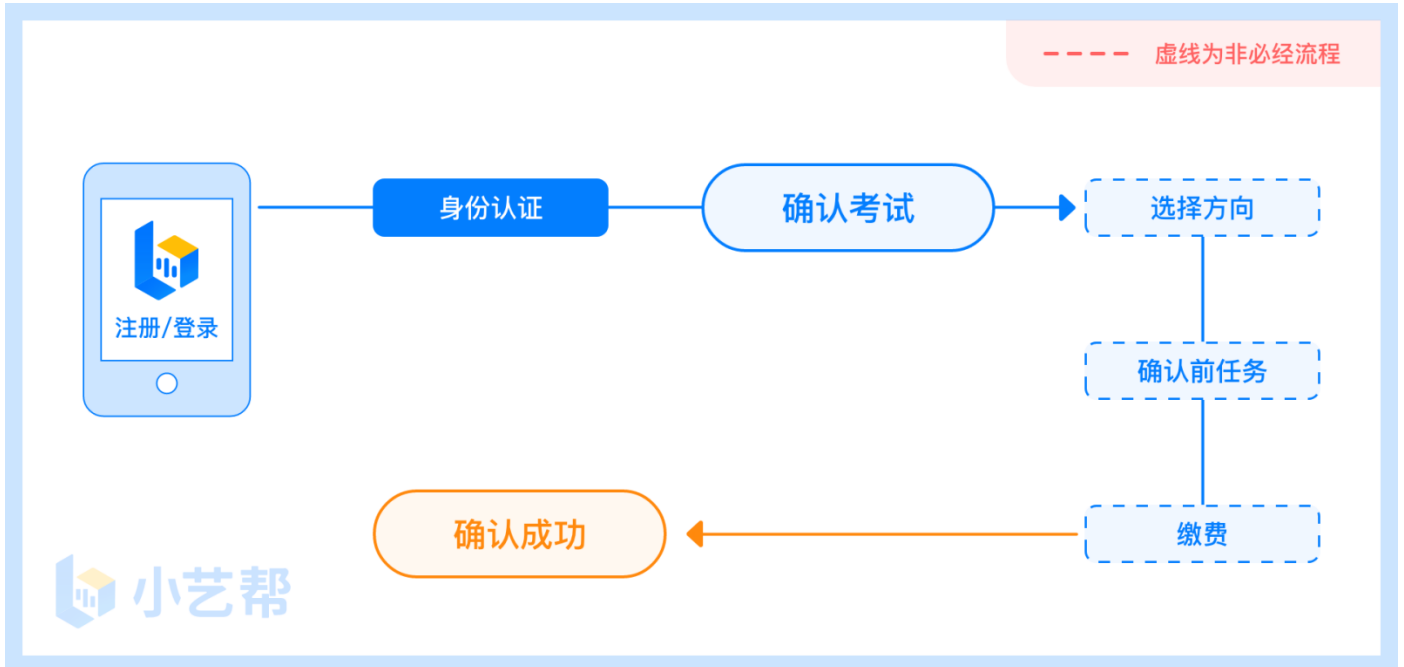 虚线为非必经流程
身份认证
确认考试
选择方向
注册/登录
确认前任务
确认成功
缴费
小艺帮